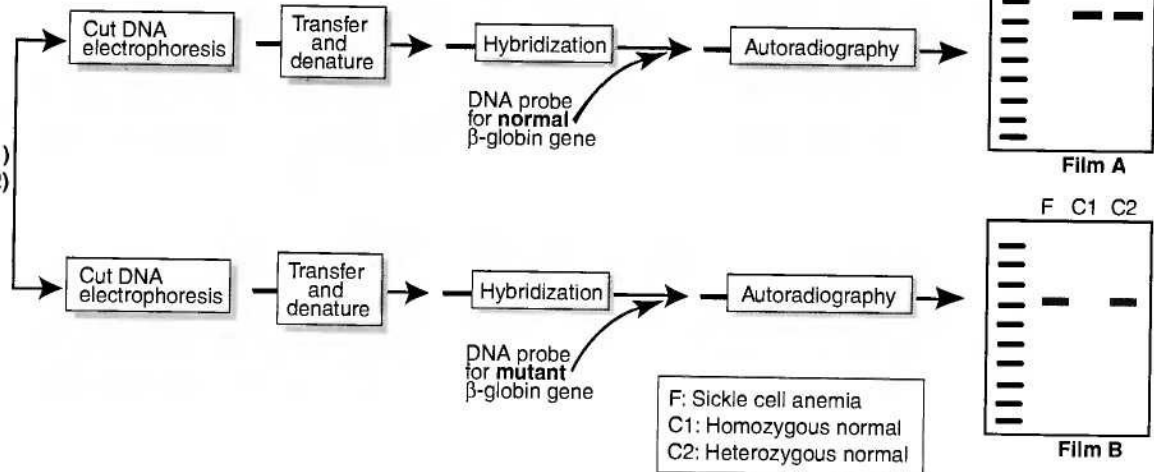 Cut DNA
electrophoresis
Transfer
and
denature
Hybridization
Autoradiography
DNA probe
for normal
β-globin gene
Film A
F C1 C2
Cut DNA
electrophoresis
Transfer
and
denature
Hybridization
Autoradiography
DNA probe
for mutant
β-globin gene
F: Sickle cell anemia
C1: Homozygous normal
C2: Heterozygous normal
Film B